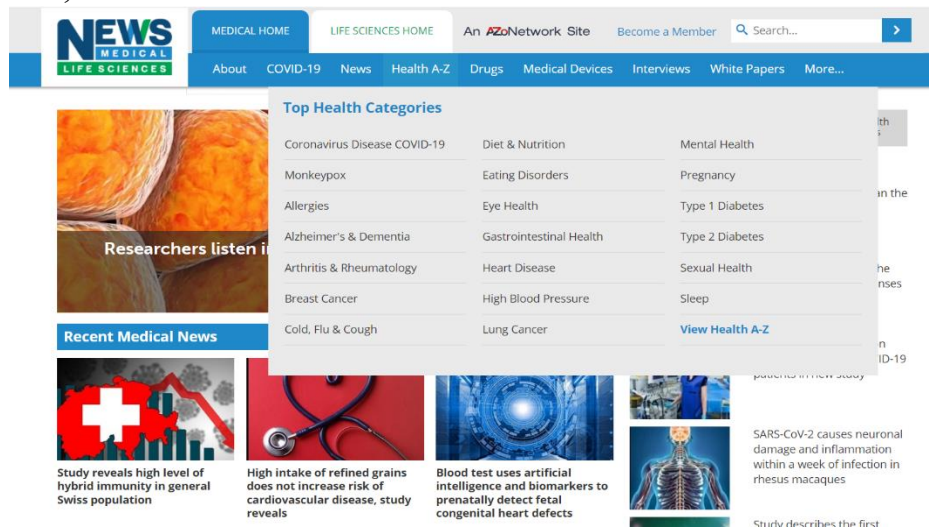 NEWS
MEDICAL
LIFE SCIENCES
MEDICAL HOME
LIFE SCIENCES HOME
An AZoNetwork Site
Become a Member
Search...
About COVID-19 News Health A-Z Drugs Medical Devices Interviews White Papers More...
Top Health Categories
Coronavirus Disease COVID-19
Monkeypox
Allergies
Alzheimer's & Dementia
Arthritis & Rheumatology
Breast Cancer
Cold, Flu & Cough
Diet & Nutrition
Eating Disorders
Eye Health
Gastrointestinal Health
Heart Disease
High Blood Pressure
Lung Cancer
Mental Health
Pregnancy
Type 1 Diabetes
Type 2 Diabetes
Sexual Health
Sleep
View Health A-Z
Researchers listen
Recent Medical News
Study reveals high level of
hybrid immunity in general
Swiss population
High intake of refined grains
does not increase risk of
cardiovascular disease, study
reveals
Blood test uses artificial
intelligence and biomarkers to
prenatally detect fetal
congenital heart defects
patients in new study
SARS-CoV-2 causes neuronal
damage and inflammation
within a week of infection in
rhesus macaques
Study describes the first